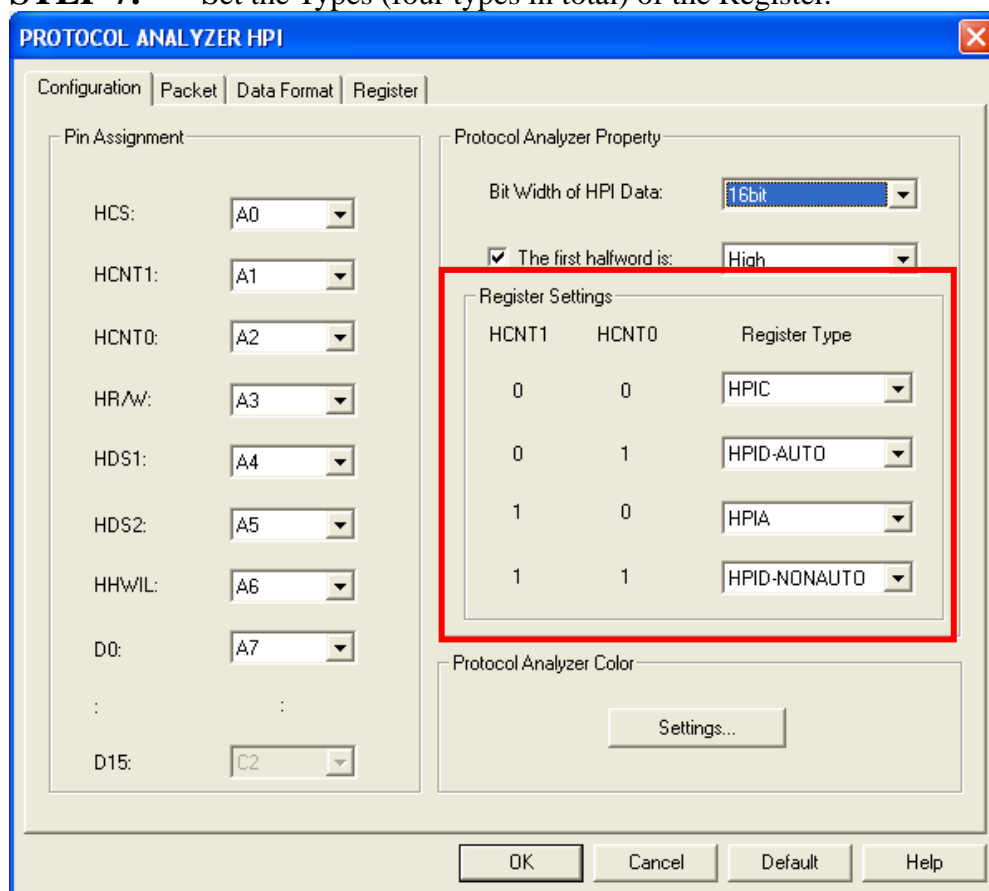 STEP 7. Set the Types (four types in total) of the Register.
PROTOCOL ANALYZER HPI
Configuration Packet Data Format Register
Pin Assignment
HCS: A0
HCNT1: A1
HCNT0: A2
HR/W: A3
HDS1: A4
HDS2: A5
HHWIL: A6
D0: A7
: :
D15: C2
Protocol Analyzer Property
Bit Width of HPI Data: 16bit
The first halfword is: High
Register Settings
HCNT1 HCNT0 Register Type
0 0 HPIC
0 1 HPID-AUTO
1 0 HPIA
1 1 HPID-NONAUTO
Protocol Analyzer Color
Settings...
OK Cancel Default Help